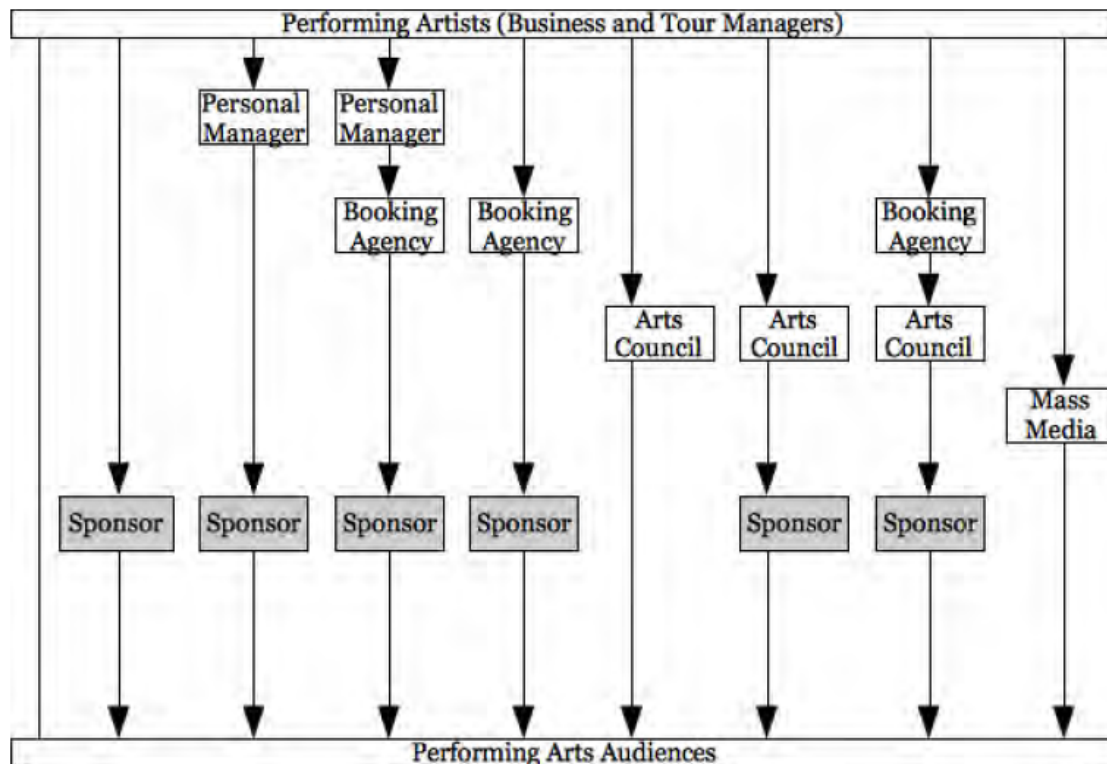 Performing Artists (Business and Tour Managers)
Personal
Manager
Personal
Manager
Booking
Agency
Booking
Agency
Booking
Agency
Arts
Council
Arts
Council
Arts
Council
Mass
Media
Sponsor
Sponsor
Sponsor
Sponsor
Sponsor
Sponsor
Performing Arts Audiences